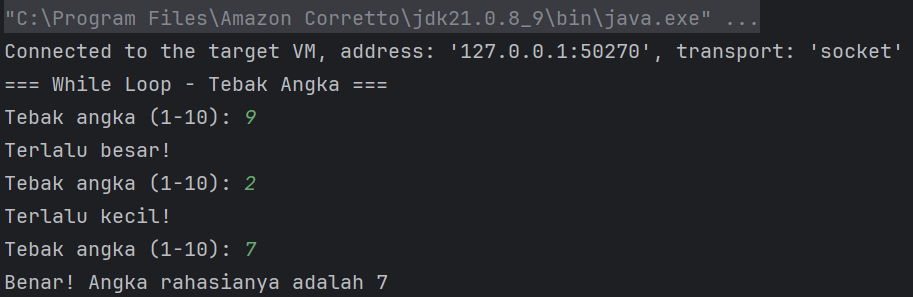 "C:\Program Files\Amazon Corretto\jdk21.0.8_9\bin\java.exe" ...
Connected to the target VM, address: '127.0.0.1:50270', transport: 'socket'
=== While Loop - Tebak Angka ===
Tebak angka (1-10): 9
Terlalu besar!
Tebak angka (1-10): 2
Terlalu kecil!
Tebak angka (1-10): 7
Benar! Angka rahasianya adalah 7